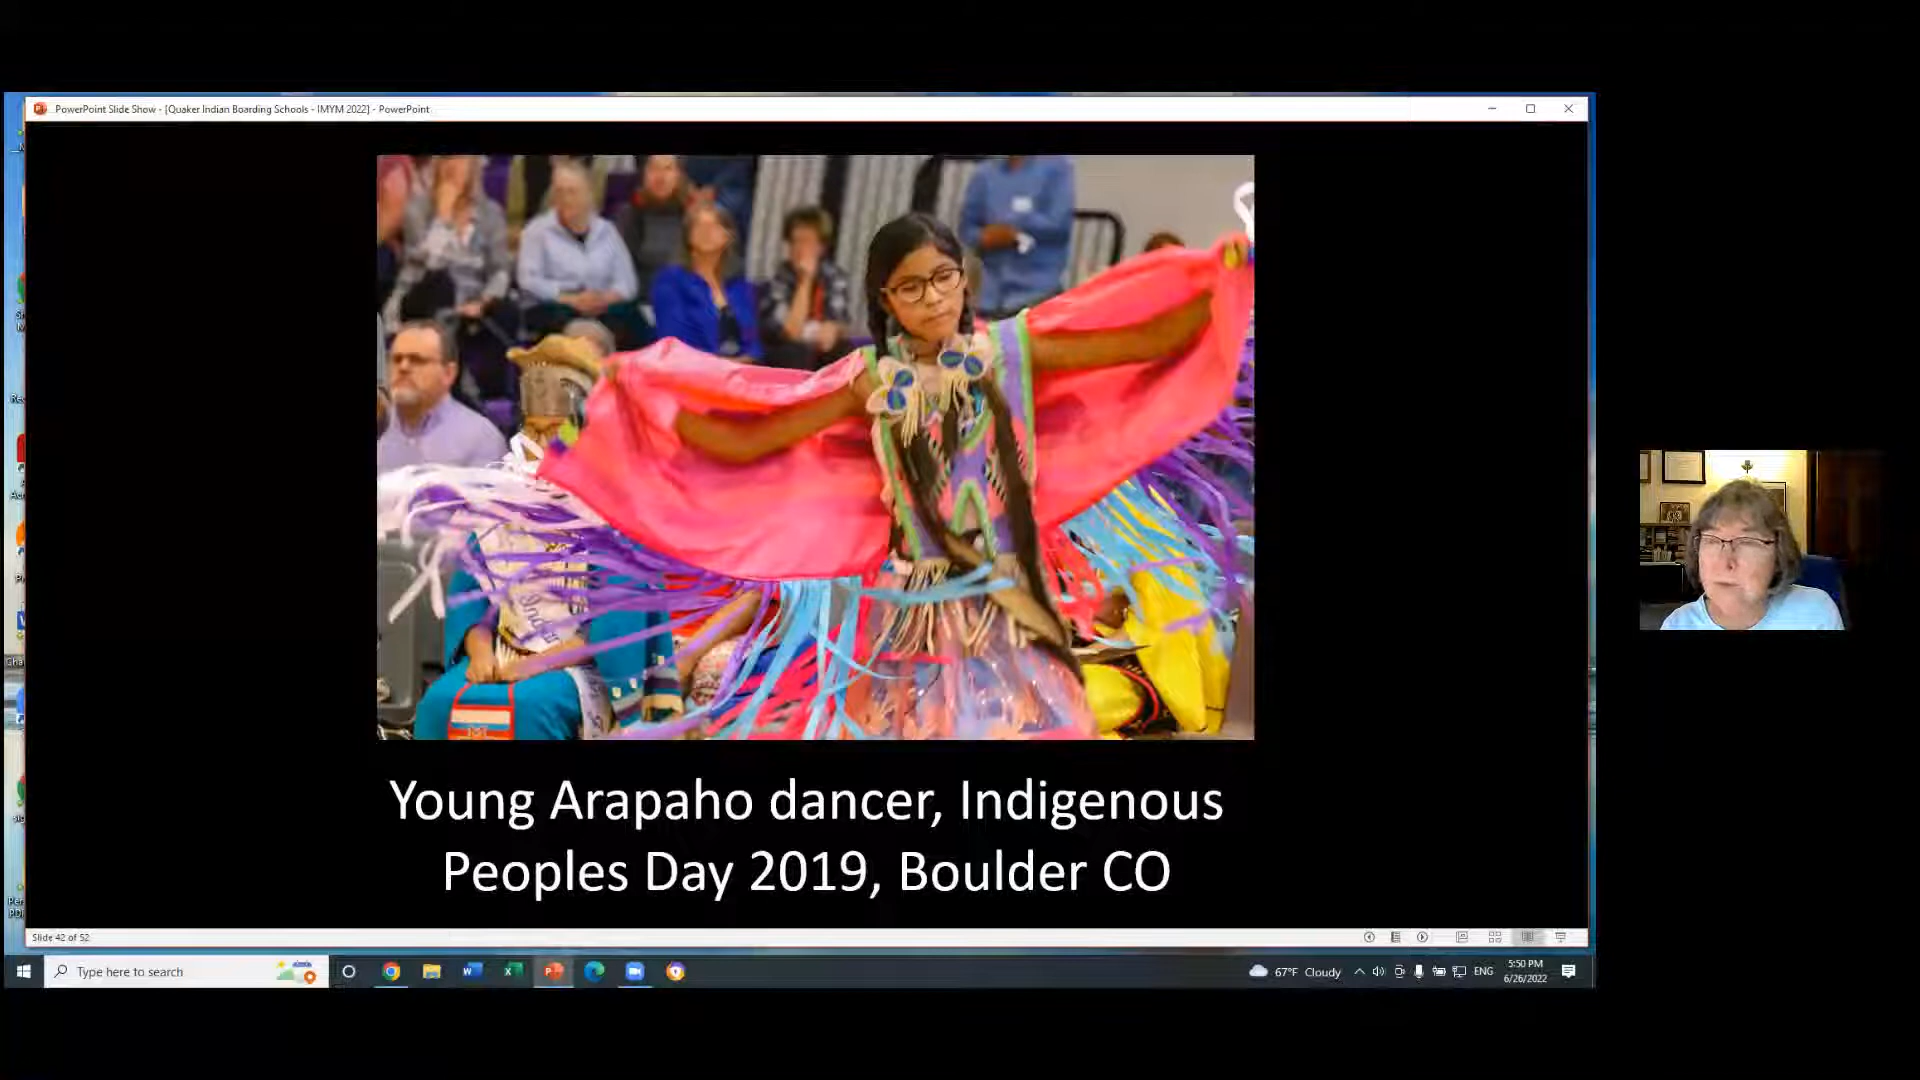 PowerPoint Slide Show - [Quaker Indian Boarding Schools - IMYM 2022] - PowerPoint
Young Arapaho dancer, Indigenous
Peoples Day 2019, Boulder CO
Slide 42 of 52
Type here to search
67°F Cloudy
ENG
5:50 PM
6/26/2022